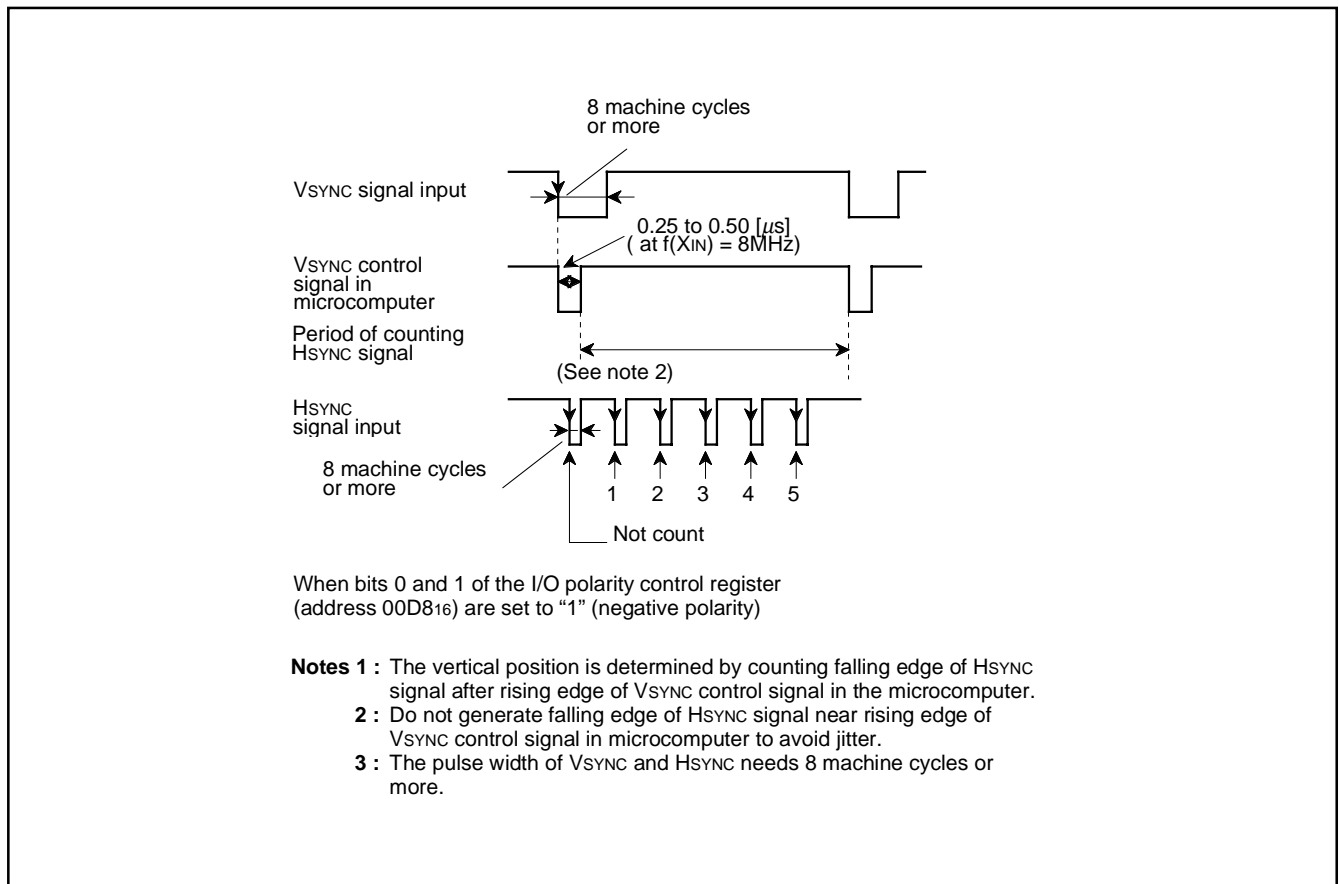 8 machine cycles
or more
VSYNC signal input
0.25 to 0.50 [μs]
( at f(XIN) = 8MHz)
VSYNC control
signal in
microcomputer
Period of counting
HSYNC signal
(See note 2)
HSYNC
signal input
8 machine cycles
or more
1 2 3 4 5
Not count
When bits 0 and 1 of the I/O polarity control register
(address 00D816) are set to “1” (negative polarity)
Notes 1 : The vertical position is determined by counting falling edge of HSYNC
signal after rising edge of VSYNC control signal in the microcomputer.
2 : Do not generate falling edge of HSYNC signal near rising edge of
VSYNC control signal in microcomputer to avoid jitter.
3 : The pulse width of VSYNC and HSYNC needs 8 machine cycles or
more.